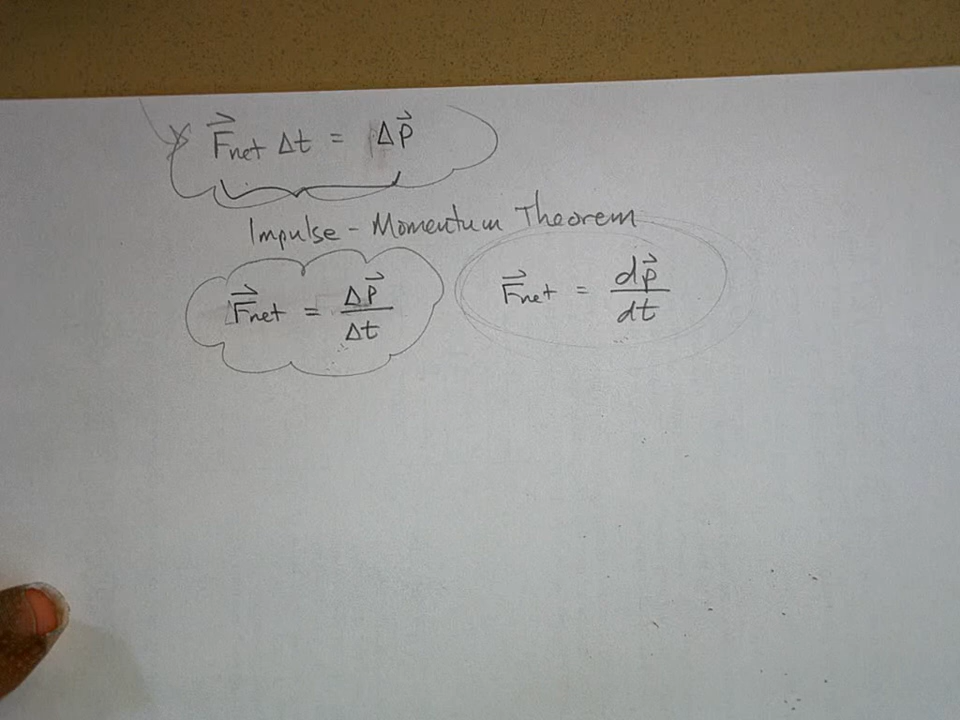 F⃗net Δt = Δp⃗
Impulse - Momentum Theorem
F⃗net = Δp⃗/Δt
F⃗net = dp⃗/dt